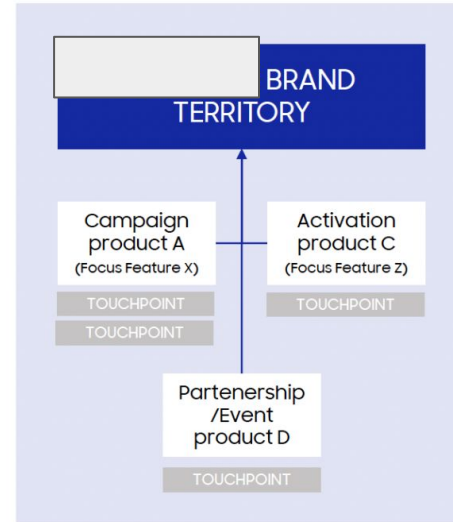 BRAND
TERRITORY
Campaign
product A
(Focus Feature X)
TOUCHPOINT
TOUCHPOINT
Activation
product C
(Focus Feature Z)
TOUCHPOINT
Partenership
/Event
product D
TOUCHPOINT